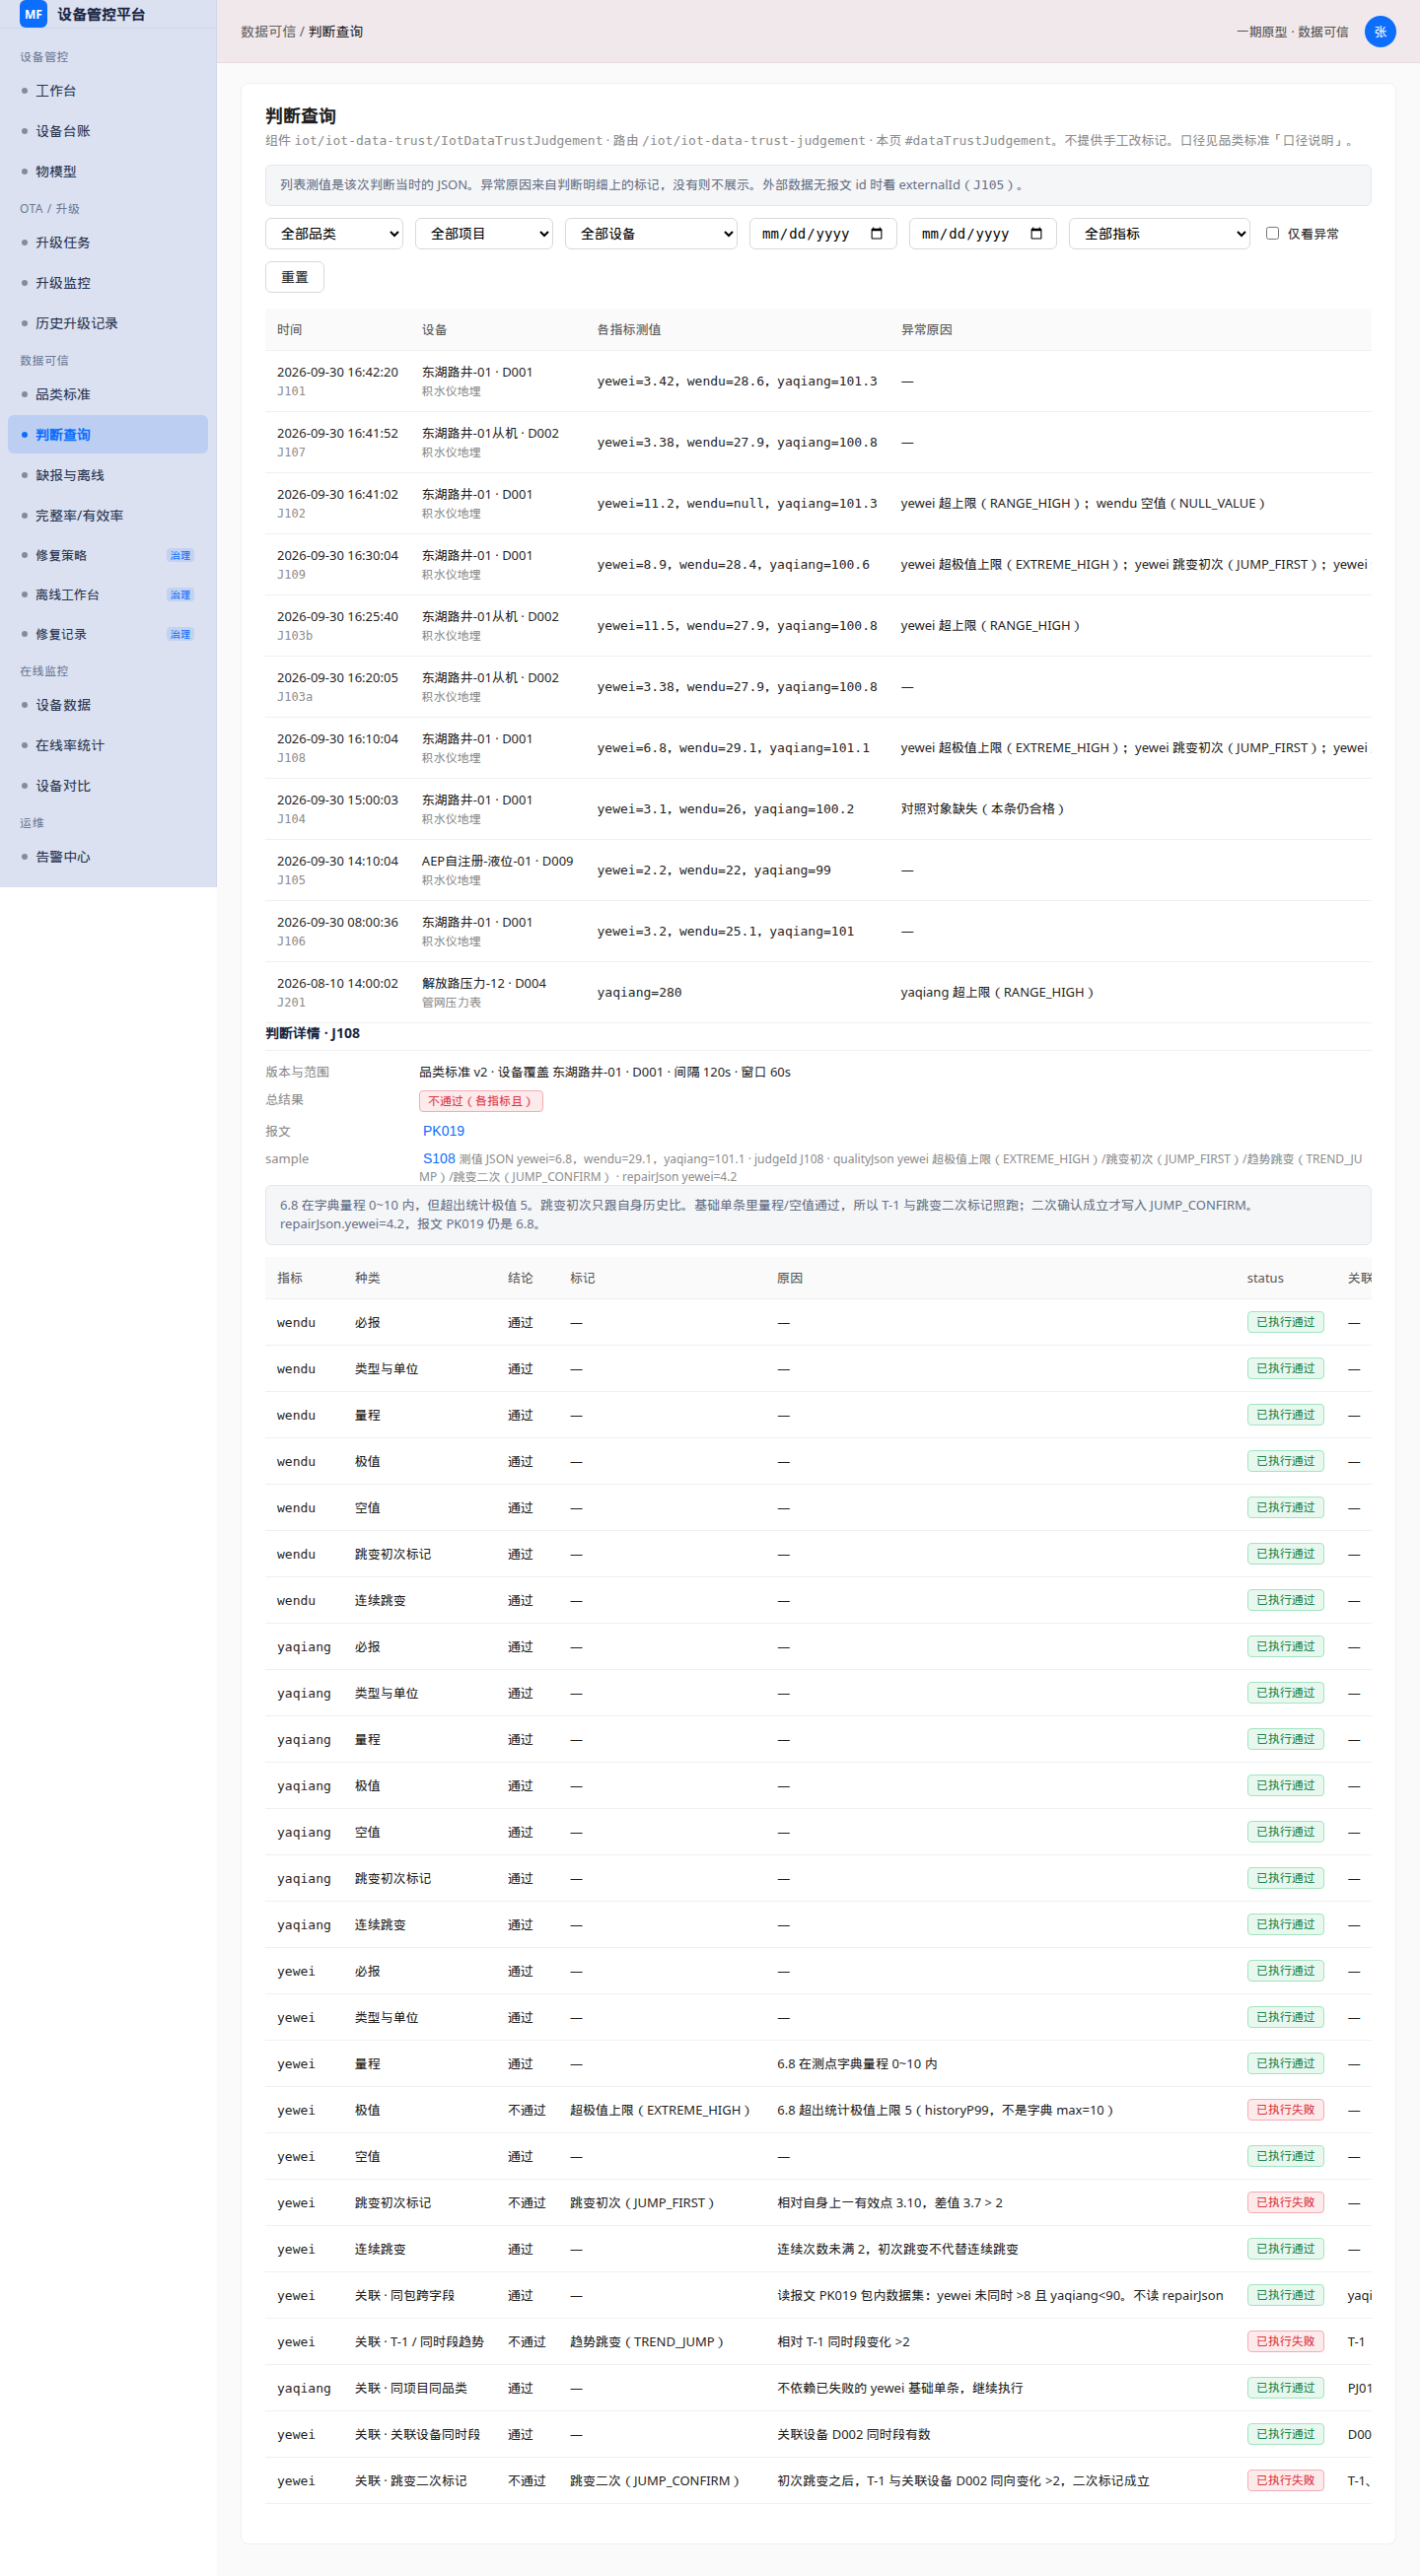 MF 设备管控平台
设备管控
工作台
设备台账
物模型
OTA / 升级
升级任务
升级监控
历史升级记录
数据可信
品类标准
判断查询
缺报与离线
完整率/有效率
修复策略 治理
离线工作台 治理
修复记录 治理
在线监控
设备数据
在线率统计
设备对比
运维
告警中心
数据可信 / 判断查询
一期原型 · 数据可信 张
判断查询
组件 iot/iot-data-trust/IotDataTrustJudgement · 路由 /iot/iot-data-trust-judgement · 本页 #dataTrustJudgement。不提供手工改标记。口径见品类标准「口径说明」。
列表测值是该次判断当时的 JSON。异常原因来自判断明细上的标记，没有则不展示。外部数据无报文 id 时看 externalId（J105）。
全部品类 全部项目 全部设备 mm/dd/yyyy mm/dd/yyyy 全部指标 仅看异常
重置
时间 设备 各指标测值 异常原因
2026-09-30 16:42:20 东湖路井-01 · D001 yewei=3.42，wendu=28.6，yaqiang=101.3 —
J101 积水仪地埋
2026-09-30 16:41:52 东湖路井-01从机 · D002 yewei=3.38，wendu=27.9，yaqiang=100.8 —
J107 积水仪地埋
2026-09-30 16:41:02 东湖路井-01 · D001 yewei=11.2，wendu=null，yaqiang=101.3 yewei 超上限（RANGE_HIGH）；wendu 空值（NULL_VALUE）
J102 积水仪地埋
2026-09-30 16:30:04 东湖路井-01 · D001 yewei=8.9，wendu=28.4，yaqiang=100.6 yewei 超极值上限（EXTREME_HIGH）；yewei 跳变初次（JUMP_FIRST）；yewei
J109 积水仪地埋
2026-09-30 16:25:40 东湖路井-01从机 · D002 yewei=11.5，wendu=27.9，yaqiang=100.8 yewei 超上限（RANGE_HIGH）
J103b 积水仪地埋
2026-09-30 16:20:05 东湖路井-01从机 · D002 yewei=3.38，wendu=27.9，yaqiang=100.8 —
J103a 积水仪地埋
2026-09-30 16:10:04 东湖路井-01 · D001 yewei=6.8，wendu=29.1，yaqiang=101.1 yewei 超极值上限（EXTREME_HIGH）；yewei 跳变初次（JUMP_FIRST）；yewei
J108 积水仪地埋
2026-09-30 15:00:03 东湖路井-01 · D001 yewei=3.1，wendu=26，yaqiang=100.2 对照对象缺失（本条仍合格）
J104 积水仪地埋
2026-09-30 14:10:04 AEP自注册-液位-01 · D009 yewei=2.2，wendu=22，yaqiang=99 —
J105 积水仪地埋
2026-09-30 08:00:36 东湖路井-01 · D001 yewei=3.2，wendu=25.1，yaqiang=101 —
J106 积水仪地埋
2026-08-10 14:00:02 解放路压力-12 · D004 yaqiang=280 yaqiang 超上限（RANGE_HIGH）
J201 管网压力表
判断详情 · J108
版本与范围 品类标准 v2 · 设备覆盖 东湖路井-01 · D001 · 间隔 120s · 窗口 60s
总结果 不通过（各指标且）
报文 PK019
sample S108 测值 JSON yewei=6.8，wendu=29.1，yaqiang=101.1 · judgeId J108 · qualityJson yewei 超极值上限（EXTREME_HIGH）/跳变初次（JUMP_FIRST）/趋势跳变（TREND_JU
MP）/跳变二次（JUMP_CONFIRM） · repairJson yewei=4.2
6.8 在字典量程 0~10 内，但超出统计极值 5。跳变初次只跟自身历史比。基础单条里量程/空值通过，所以 T-1 与跳变二次标记照跑；二次确认成立才写入 JUMP_CONFIRM。
repairJson.yewei=4.2，报文 PK019 仍是 6.8。
指标 种类 结论 标记 原因 status 关联
wendu 必报 通过 — — 已执行通过 —
wendu 类型与单位 通过 — — 已执行通过 —
wendu 量程 通过 — — 已执行通过 —
wendu 极值 通过 — — 已执行通过 —
wendu 空值 通过 — — 已执行通过 —
wendu 跳变初次标记 通过 — — 已执行通过 —
wendu 连续跳变 通过 — — 已执行通过 —
yaqiang 必报 通过 — — 已执行通过 —
yaqiang 类型与单位 通过 — — 已执行通过 —
yaqiang 量程 通过 — — 已执行通过 —
yaqiang 极值 通过 — — 已执行通过 —
yaqiang 空值 通过 — — 已执行通过 —
yaqiang 跳变初次标记 通过 — — 已执行通过 —
yaqiang 连续跳变 通过 — — 已执行通过 —
yewei 必报 通过 — — 已执行通过 —
yewei 类型与单位 通过 — — 已执行通过 —
yewei 量程 通过 — 6.8 在测点字典量程 0~10 内 已执行通过 —
yewei 极值 不通过 超极值上限（EXTREME_HIGH） 6.8 超出统计极值上限 5（historyP99，不是字典 max=10） 已执行失败 —
yewei 空值 通过 — — 已执行通过 —
yewei 跳变初次标记 不通过 跳变初次（JUMP_FIRST） 相对自身上一有效点 3.10，差值 3.7 > 2 已执行失败 —
yewei 连续跳变 通过 — 连续次数未满 2，初次跳变不代替连续跳变 已执行通过 —
yewei 关联 · 同包跨字段 通过 — 读报文 PK019 包内数据集：yewei 未同时 >8 且 yaqiang<90。不读 repairJson 已执行通过 yaqi
yewei 关联 · T-1 / 同时段趋势 不通过 趋势跳变（TREND_JUMP） 相对 T-1 同时段变化 >2 已执行失败 T-1
yaqiang 关联 · 同项目同品类 通过 — 不依赖已失败的 yewei 基础单条，继续执行 已执行通过 PJ01
yewei 关联 · 关联设备同时段 通过 — 关联设备 D002 同时段有数 已执行通过 D00
yewei 关联 · 跳变二次标记 不通过 跳变二次（JUMP_CONFIRM） 初次跳变之后，T-1 与关联设备 D002 同向变化 >2，二次标记成立 已执行失败 T-1、